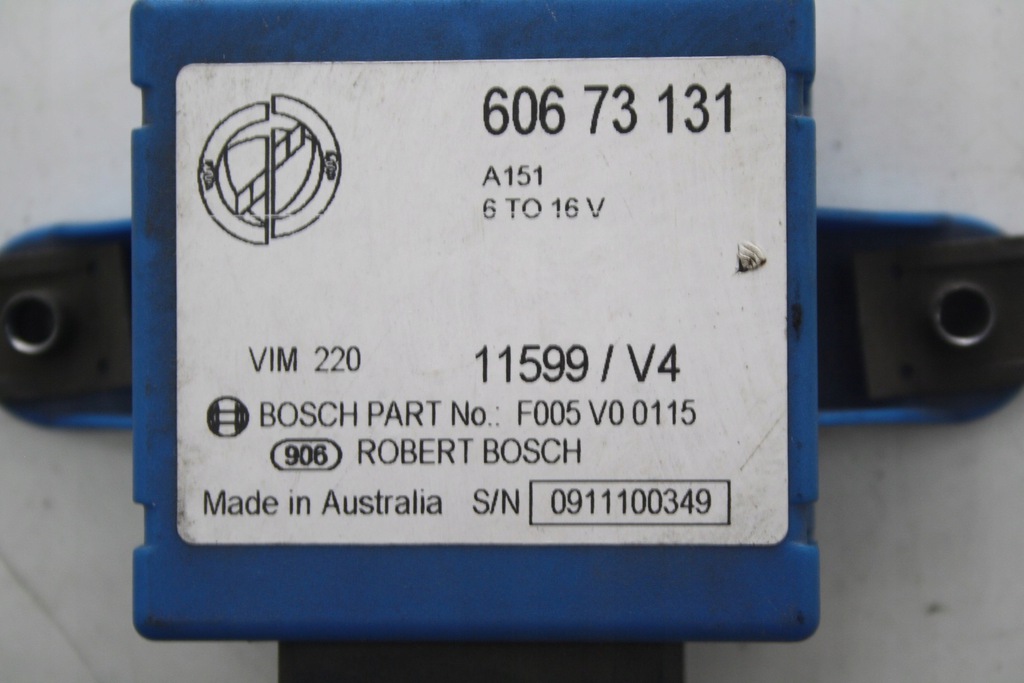 606 73 131
A151
6 TO 16 V
VIM 220 11599 / V4
BOSCH PART No.: F005 V0 0115
906 ROBERT BOSCH
Made in Australia S/N 0911100349